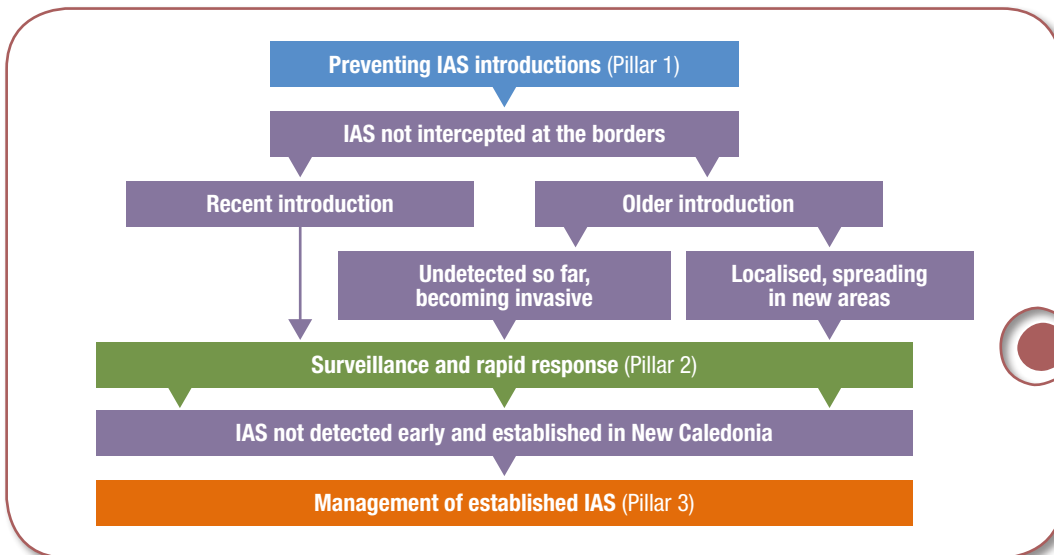 Preventing IAS introductions (Pillar 1)
IAS not intercepted at the borders
Recent introduction
Older introduction
Undetected so far,
becoming invasive
Localised, spreading
in new areas
Surveillance and rapid response (Pillar 2)
IAS not detected early and established in New Caledonia
Management of established IAS (Pillar 3)